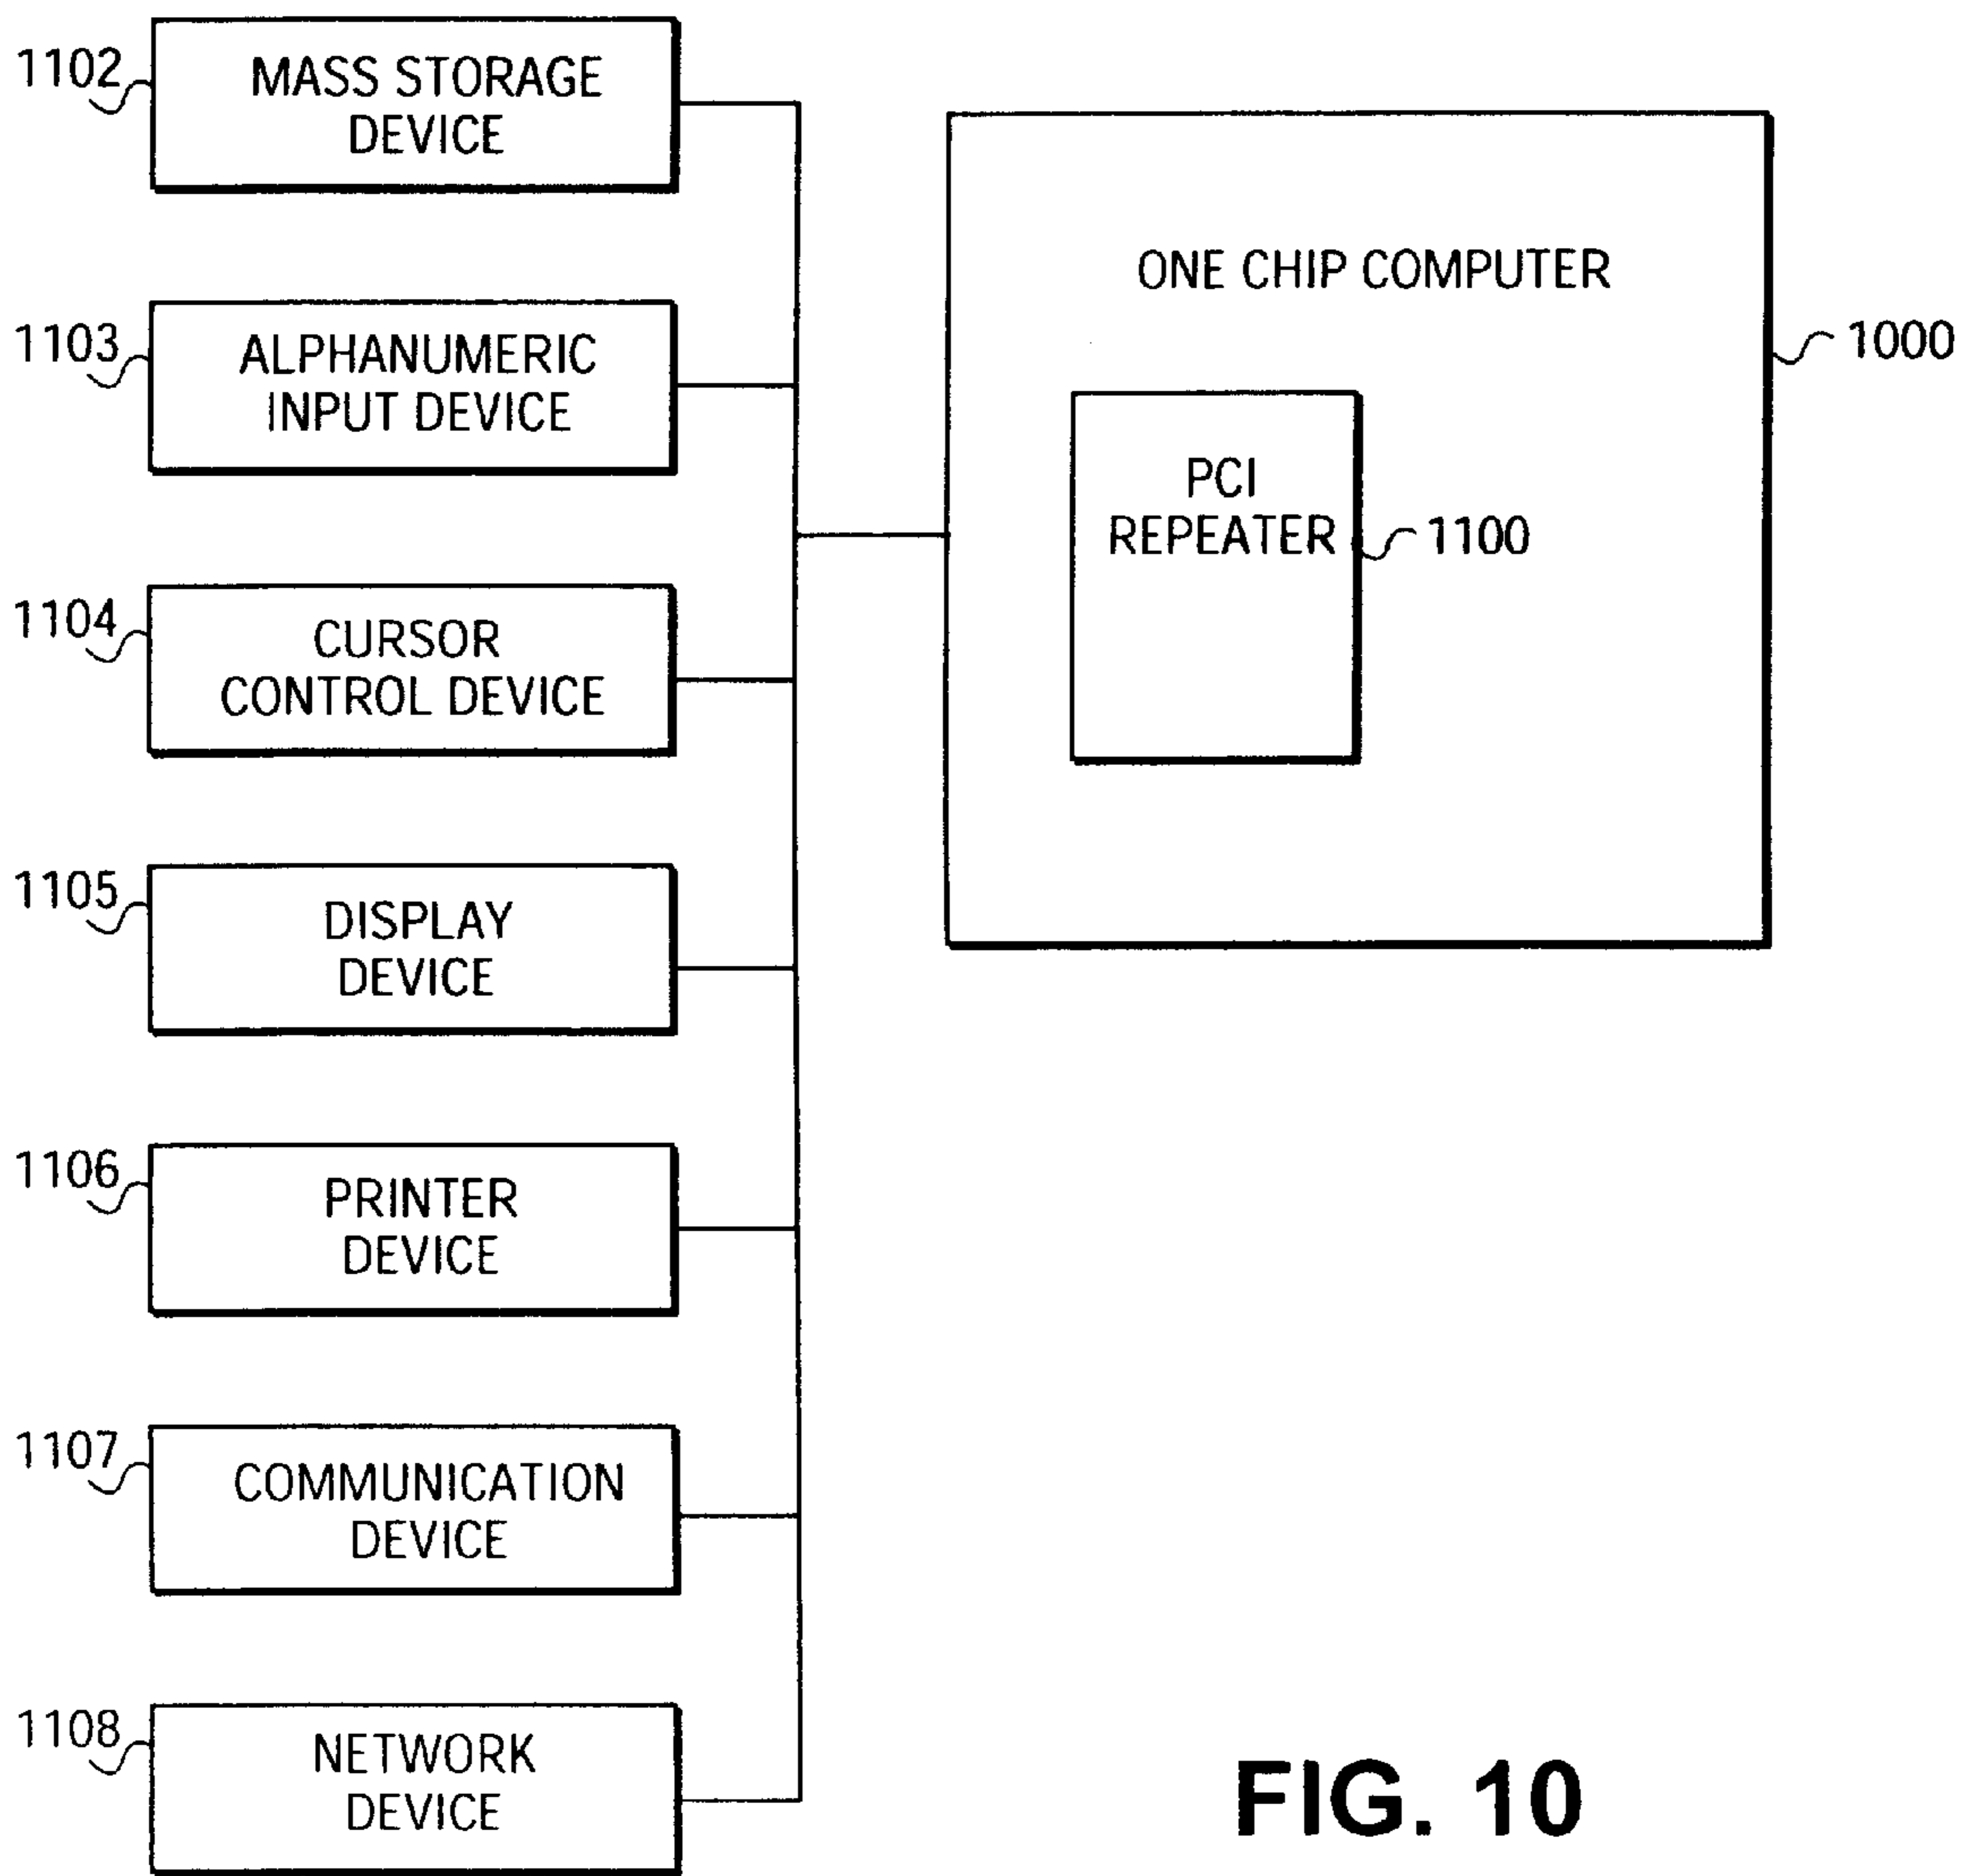 1102
MASS STORAGE
DEVICE
1103
ALPHANUMERIC
INPUT DEVICE
1104
CURSOR
CONTROL DEVICE
1105
DISPLAY
DEVICE
1106
PRINTER
DEVICE
1107
COMMUNICATION
DEVICE
1108
NETWORK
DEVICE
ONE CHIP COMPUTER
1000
PCI
REPEATER
1100
FIG. 10